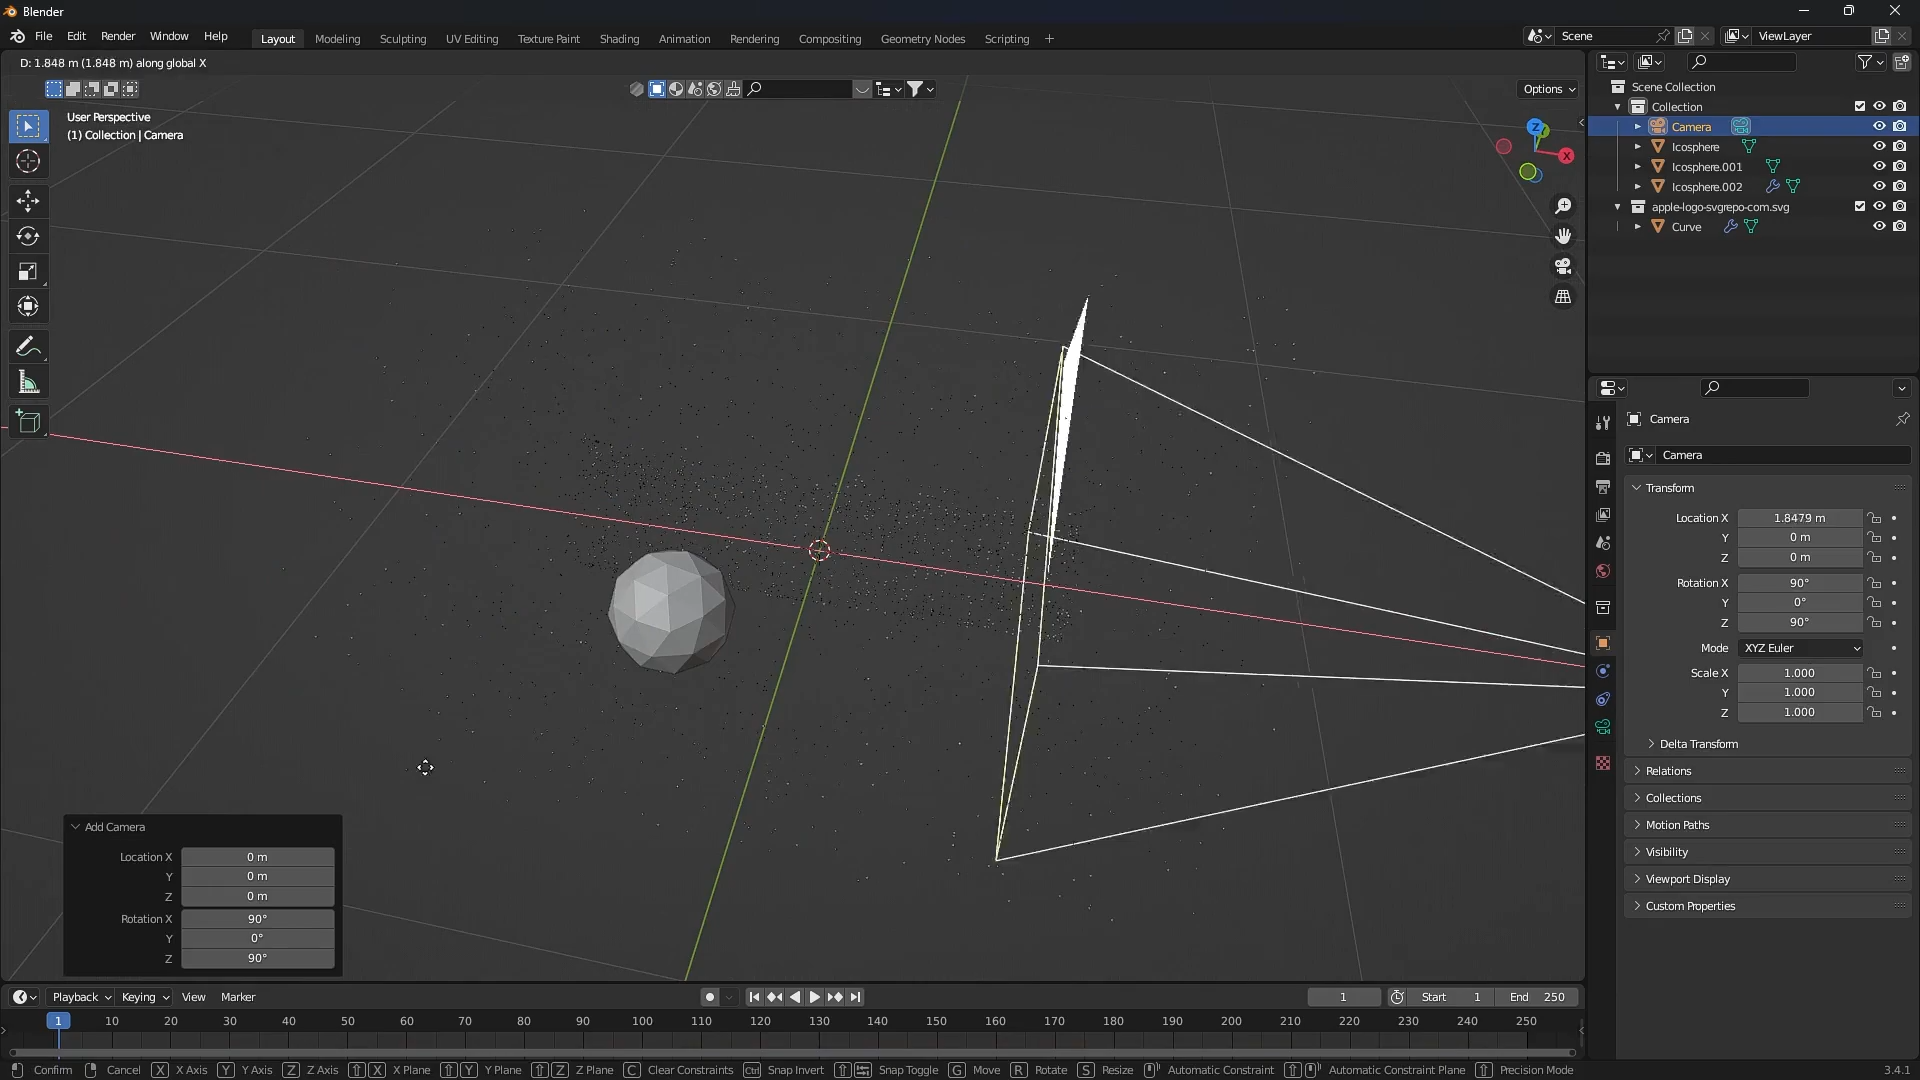 Blender
File Edit Render Window Help
Layout Modeling Sculpting UV Editing Texture Paint Shading Animation Rendering Compositing Geometry Nodes Scripting +
Scene
ViewLayer
D: 1.848 m (1.848 m) along global X
Options
User Perspective
(1) Collection | Camera
Z
X
Scene Collection
Collection
Camera
Icosphere
Icosphere.001
Icosphere.002
apple-logo-svgrepo-com.svg
Curve
Camera
Camera
Transform
Location X 1.8479 m
Y 0 m
Z 0 m
Rotation X 90°
Y 0°
Z 90°
Mode XYZ Euler
Scale X 1.000
Y 1.000
Z 1.000
Delta Transform
Relations
Collections
Motion Paths
Visibility
Viewport Display
Custom Properties
Add Camera
Location X 0 m
Y 0 m
Z 0 m
Rotation X 90°
Y 0°
Z 90°
Playback Keying View Marker
1 Start 1 End 250
1 10 20 30 40 50 60 70 80 90 100 110 120 130 140 150 160 170 180 190 200 210 220 230 240 250
Confirm Cancel X X Axis Y Y Axis Z Z Axis X X Plane Y Y Plane Z Z Plane C Clear Constraints Ctrl Snap Invert Snap Toggle G Move R Rotate S Resize Automatic Constraint Automatic Constraint Plane Precision Mode 3.4.1